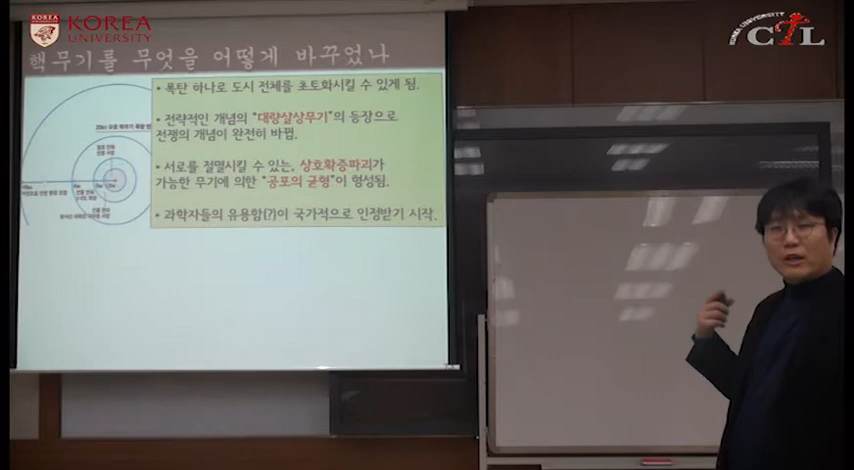 KOREA
UNIVERSITY
KOREA UNIVERSITY
CTL
핵무기를 무엇을 어떻게 바꾸었나
• 폭탄 하나로 도시 전체를 초토화시킬 수 있게 됨.
• 전략적인 개념의 "대량살상무기"의 등장으로
전쟁의 개념이 완전히 바뀜.
• 서로를 절멸시킬 수 있는, 상호확증파괴가
가능한 무기에 의한 "공포의 균형"이 형성됨.
• 과학자들의 유용함(?)이 국가적으로 인정받기 시작.